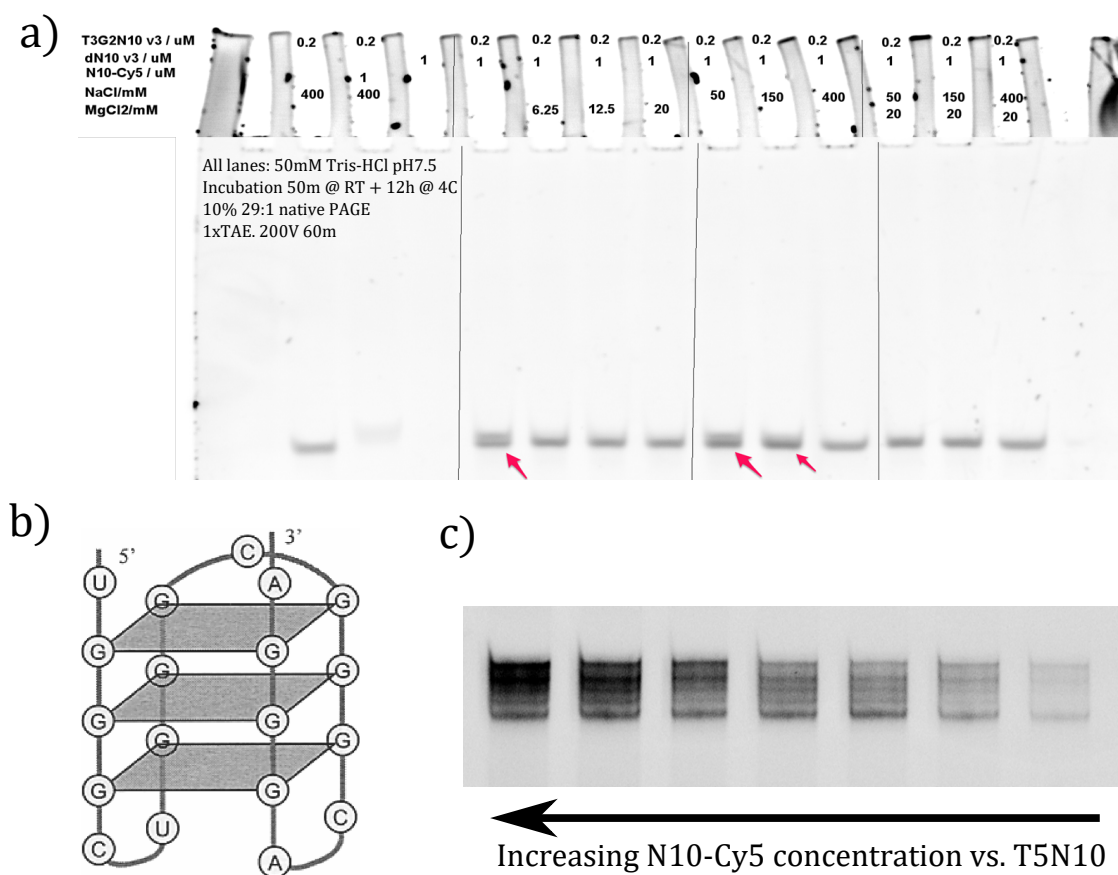 a)
T3G2N10 v3 / uM 0.2 0.2 0.2 0.2 0.2 0.2 0.2 0.2 0.2 0.2 0.2 0.2
dN10 v3 / uM 1 1 1 1 1 1 1 1 1 1 1
N10-Cy5 / uM 1
NaCl/mM 400 400 50 150 400 50 150 400
MgCl2/mM 6.25 12.5 20 20 20 20
All lanes: 50mM Tris-HCl pH7.5
Incubation 50m @ RT + 12h @ 4C
10% 29:1 native PAGE
1xTAE. 200V 60m
b)
5' C 3'
U A
G G
G G
G G
G G
G G
G G
U C
C A
c)
Increasing N10-Cy5 concentration vs. T5N10